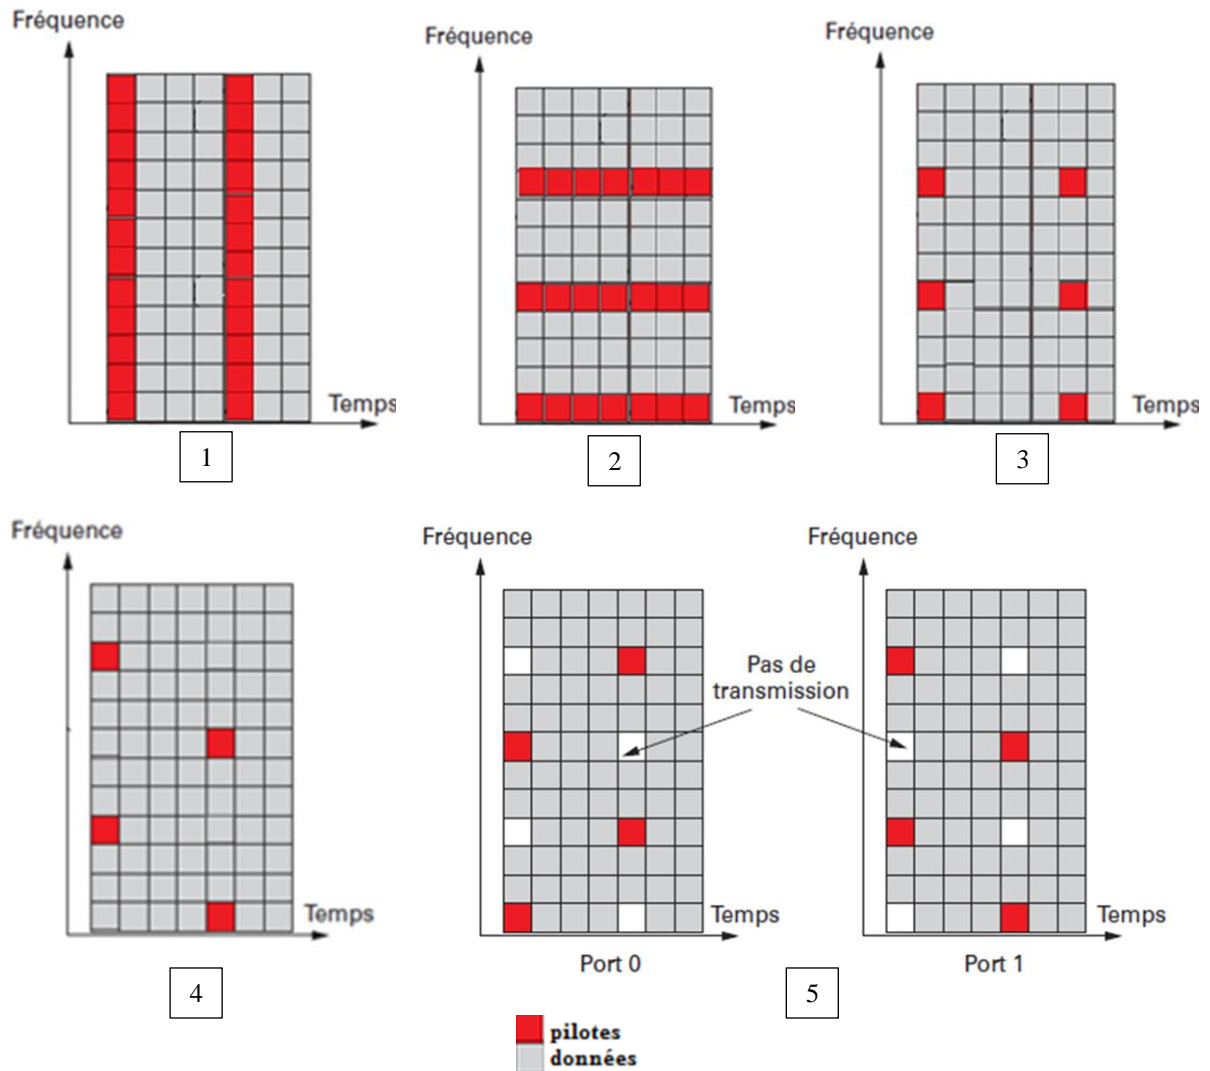 Fréquence
Fréquence
Fréquence
Temps
Temps
Temps
1
2
3
Fréquence
Fréquence
Fréquence
Pas de
transmission
Temps
Temps
Temps
Port 0
Port 1
4
5
pilotes
données